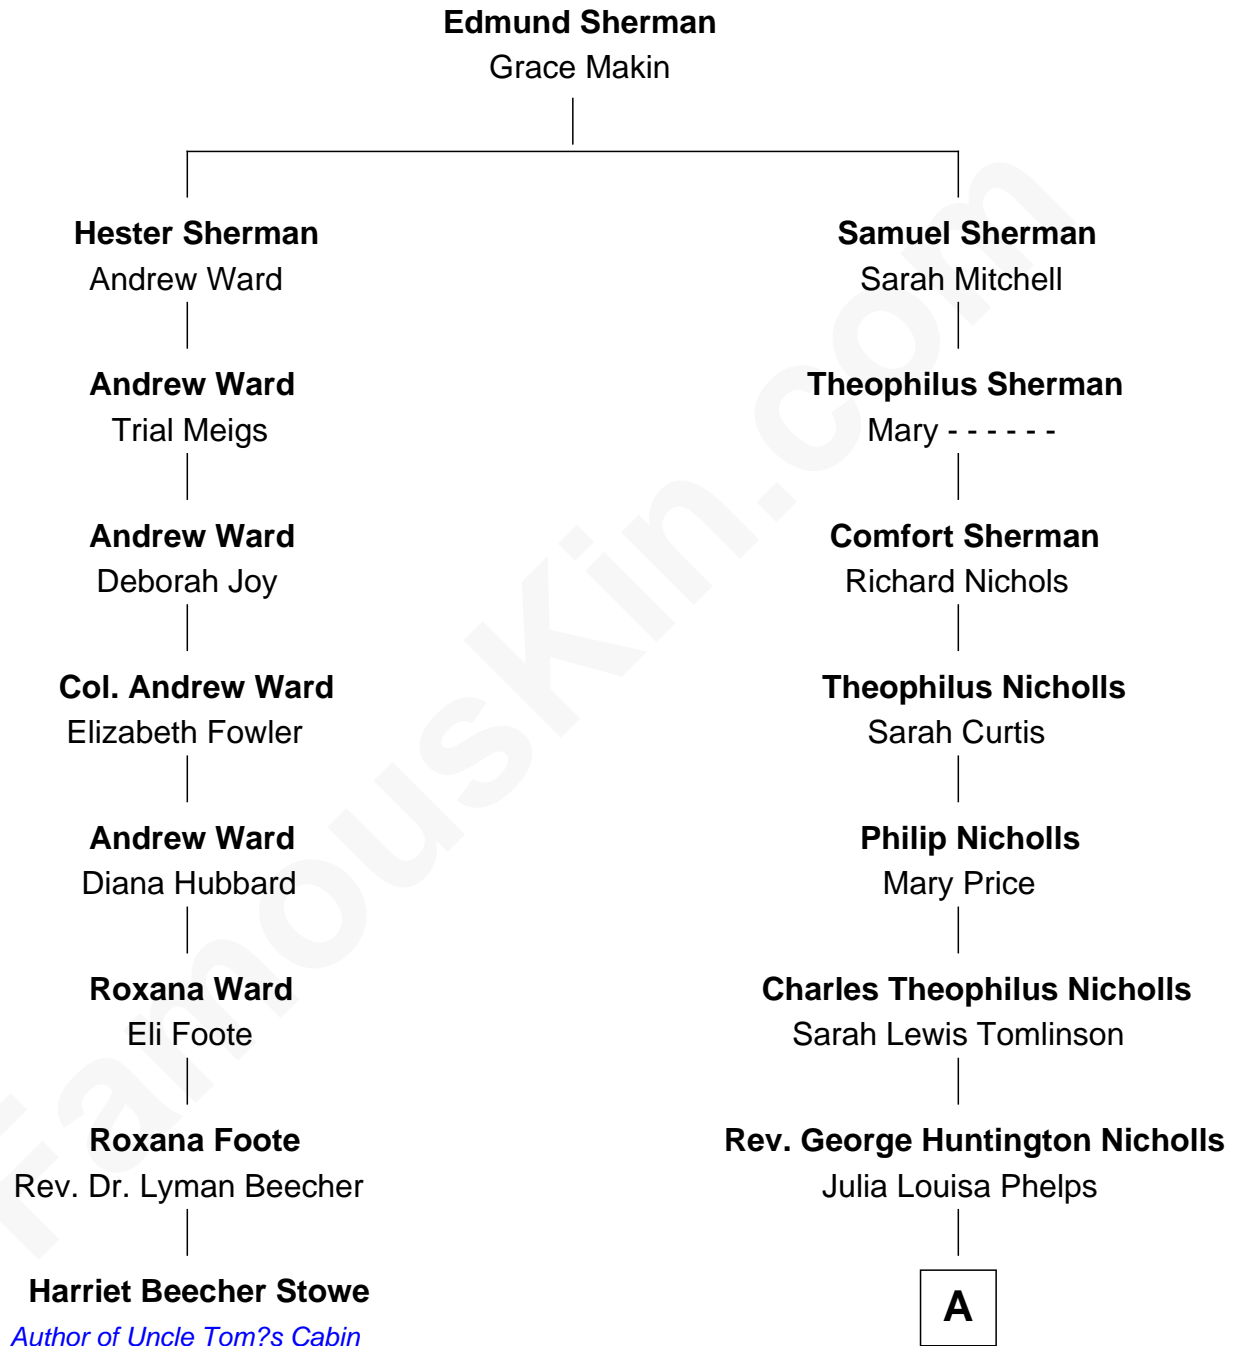 Edmund Sherman
Grace Makin
Hester Sherman
Andrew Ward
Samuel Sherman
Sarah Mitchell
Andrew Ward
Trial Meigs
Theophilus Sherman
Mary - - - - - -
Andrew Ward
Deborah Joy
Comfort Sherman
Richard Nichols
Col. Andrew Ward
Elizabeth Fowler
Theophilus Nicholls
Sarah Curtis
Andrew Ward
Diana Hubbard
Philip Nicholls
Mary Price
Roxana Ward
Eli Foote
Charles Theophilus Nicholls
Sarah Lewis Tomlinson
Roxana Foote
Rev. Dr. Lyman Beecher
Rev. George Huntington Nicholls
Julia Louisa Phelps
Harriet Beecher Stowe
Author of Uncle Tom?s Cabin
A
FamousKin.com